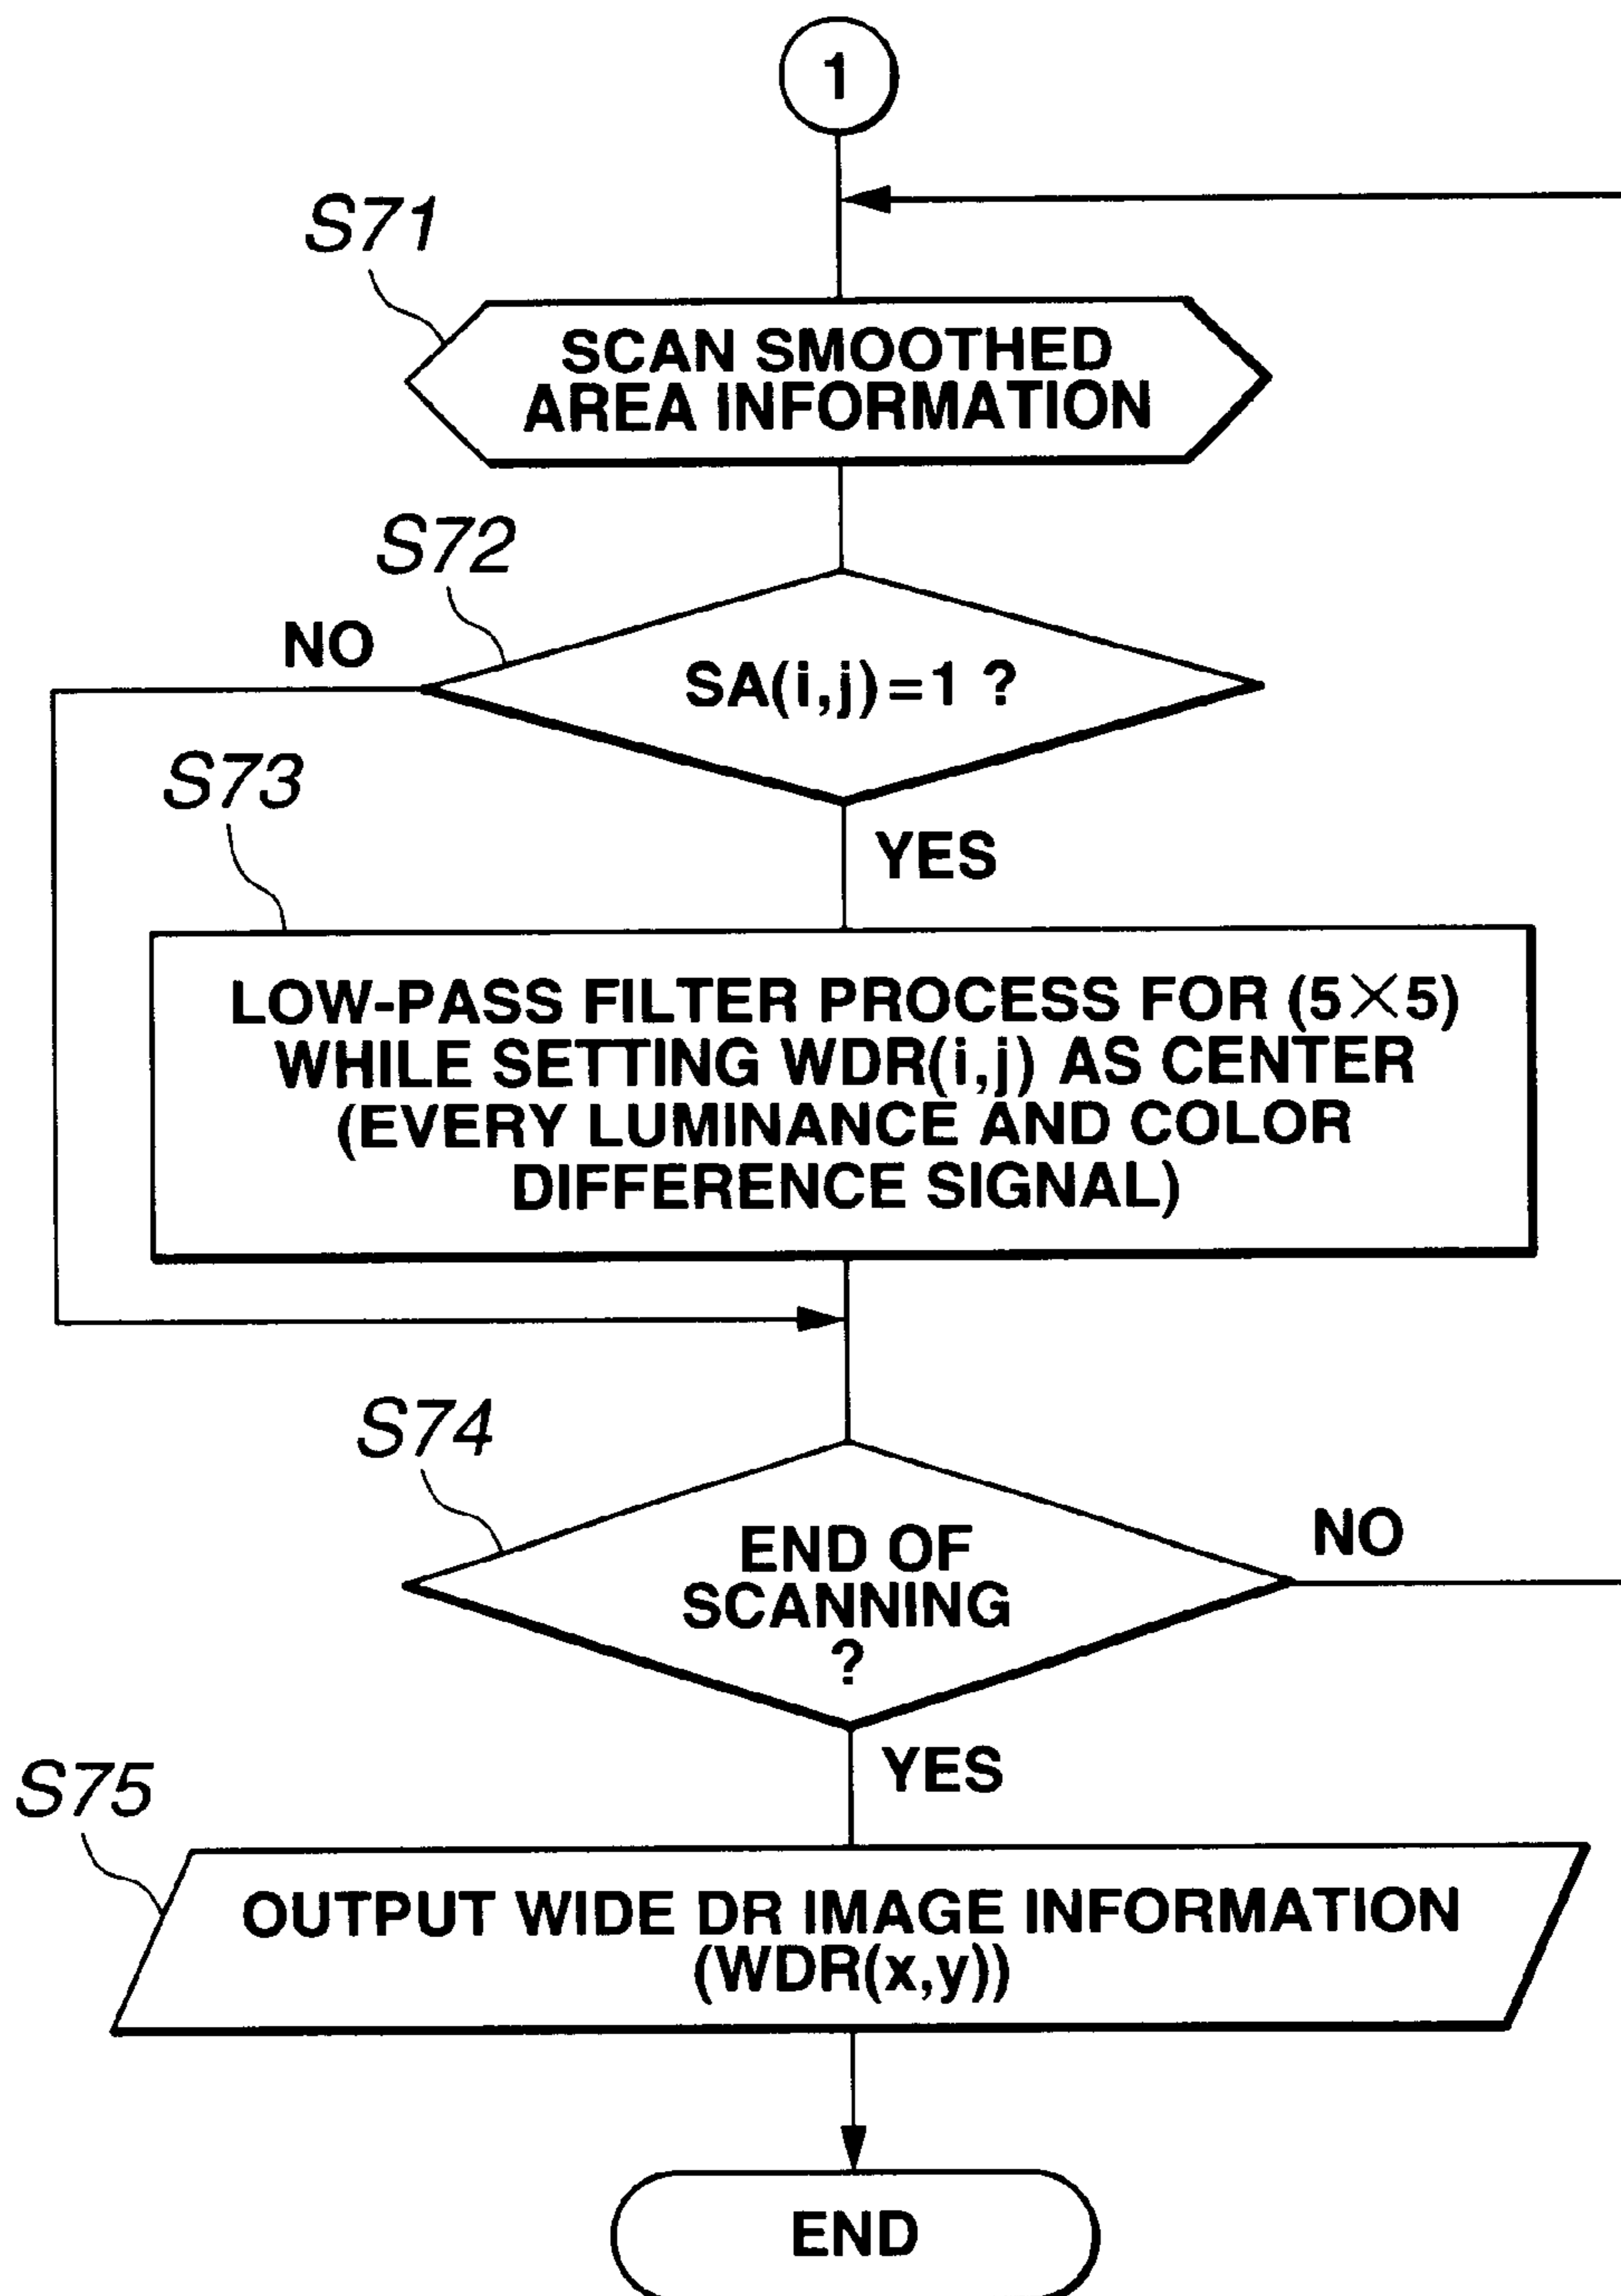 1
S71
SCAN SMOOTHED
AREA INFORMATION
S72
NO
SA(i,j)=1 ?
S73
YES
LOW-PASS FILTER PROCESS FOR (5×5)
WHILE SETTING WDR(i,j) AS CENTER
(EVERY LUMINANCE AND COLOR
DIFFERENCE SIGNAL)
S74
END OF
SCANNING
?
NO
YES
S75
OUTPUT WIDE DR IMAGE INFORMATION
(WDR(x,y))
END